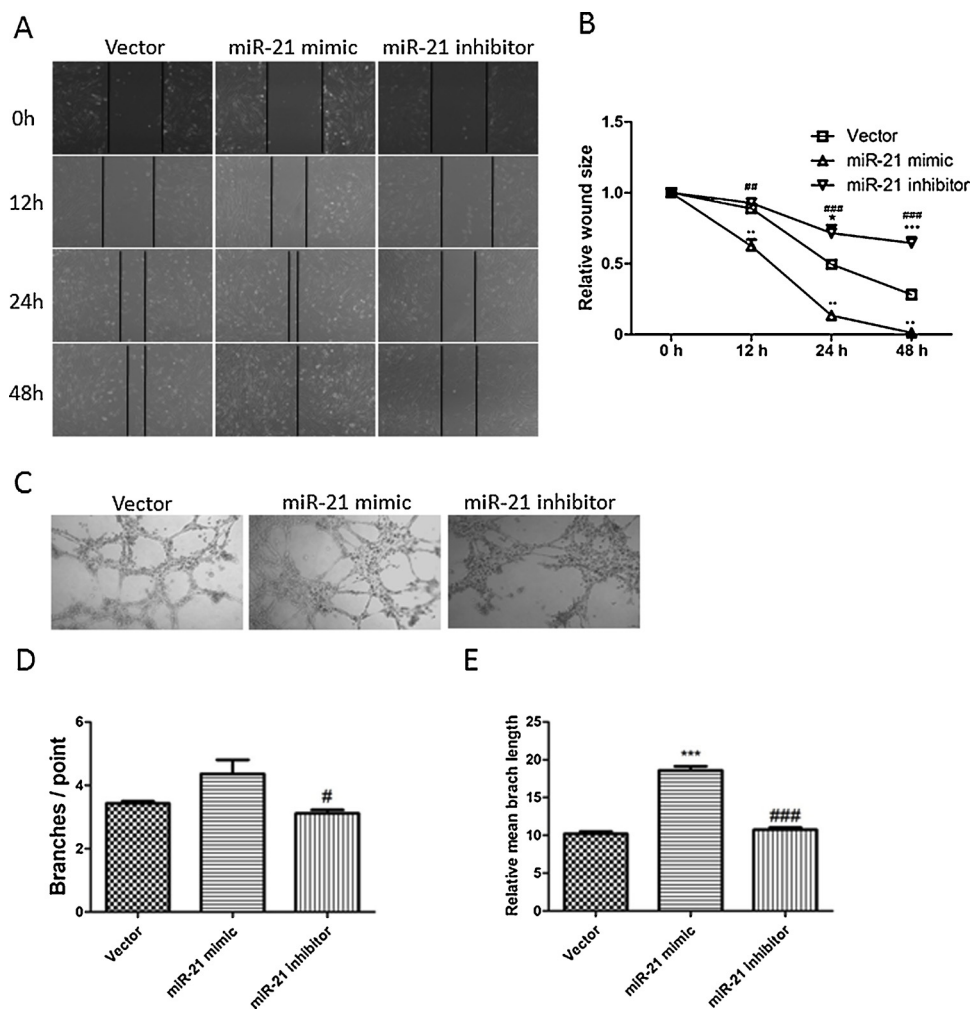 A
Vector miR-21 mimic miR-21 inhibitor
0h
12h
24h
48h
B
Relative wound size
1.5
1.0
0.5
0
Vector
miR-21 mimic
miR-21 inhibitor
##
**
###
*
**
###
***
**
0 h 12 h 24 h 48 h
C
Vector miR-21 mimic miR-21 inhibitor
D
Branches / point
6
4
2
0
#
Vector
miR-21 mimic
miR-21 inhibitor
E
Relative mean brach length
25
20
15
10
5
0
***
###
Vector
miR-21 mimic
miR-21 inhibitor